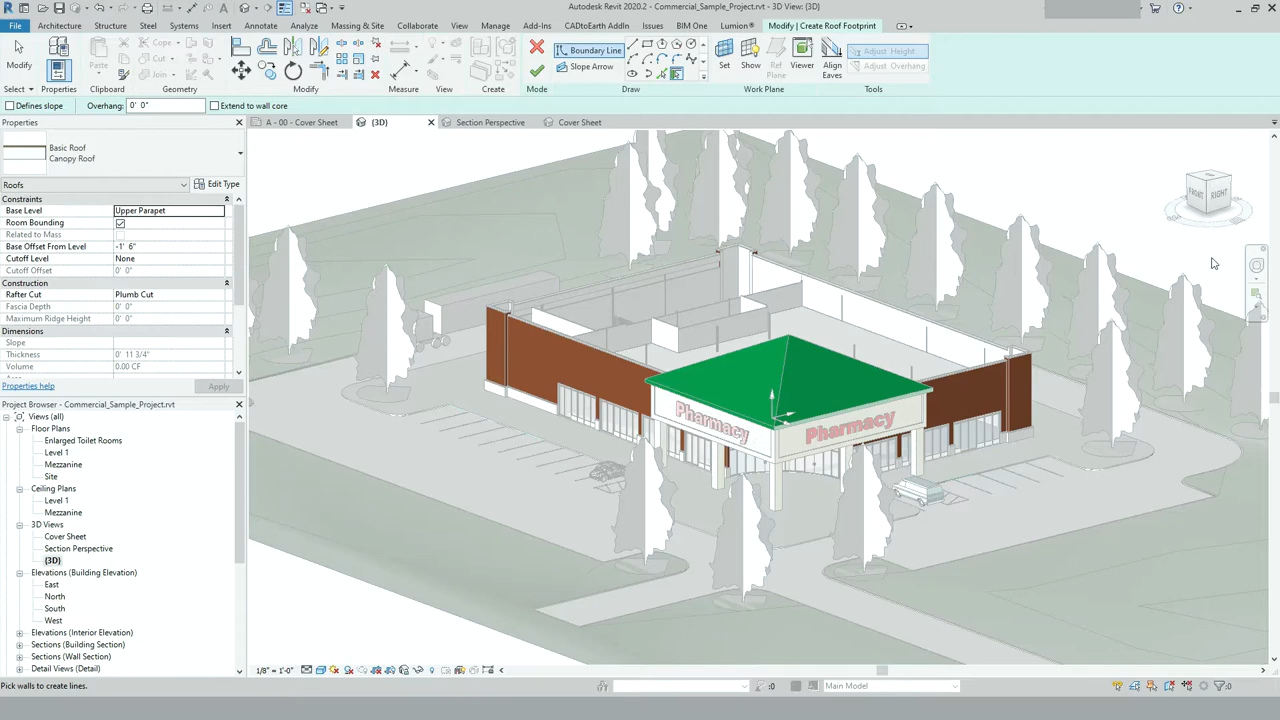 Autodesk Revit 2020.2 - Commercial_Sample_Project.rvt - 3D View: {3D}
File Architecture Structure Steel Systems Insert Annotate Analyze Massing & Site Collaborate View Manage Add-Ins CADtoEarth AddIn Issues BIM One Lumion® Modify | Create Roof Footprint
Modify Paste Cope Cut Join Boundary Line Slope Arrow Set Show Ref Plane Viewer Align Eaves Adjust Height Adjust Overhang
Select Properties Clipboard Geometry Modify Measure View Create Mode Draw Work Plane Tools
Defines slope Overhang: 0' 0" Extend to wall core
Properties
A - 00 - Cover Sheet {3D} Section Perspective Cover Sheet
Basic Roof
Canopy Roof
Roofs Edit Type
Constraints
Base Level Upper Parapet
Room Bounding
Related to Mass
Base Offset From Level -1' 6"
Cutoff Level None
Cutoff Offset 0' 0"
Construction
Rafter Cut Plumb Cut
Fascia Depth 0' 0"
Maximum Ridge Height 0' 0"
Dimensions
Slope
Thickness 0' 11 3/4"
Volume 0.00 CF
Properties help Apply
Project Browser - Commercial_Sample_Project.rvt
Views (all)
Floor Plans
Enlarged Toilet Rooms
Level 1
Mezzanine
Site
Ceiling Plans
Level 1
Mezzanine
3D Views
Cover Sheet
Section Perspective
{3D}
Elevations (Building Elevation)
East
North
South
West
Elevations (Interior Elevation)
Sections (Building Section)
Sections (Wall Section)
Detail Views (Detail)
FRONT RIGHT
Pharmacy Pharmacy
1/8" = 1'-0"
Pick walls to create lines.
:0 Main Model :0